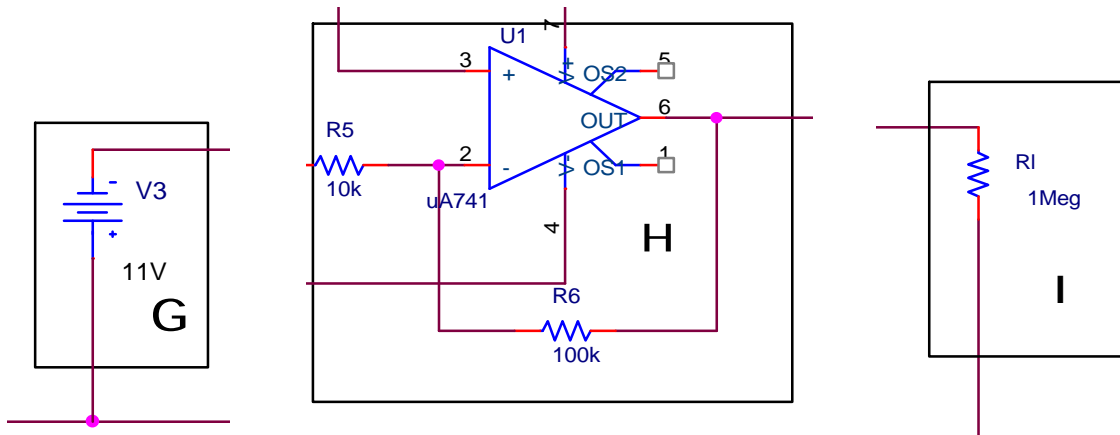 -
V3
+
11V
G
U1
7
3
+
V+
OS2
5
R5
OUT
6
2
-
V-
OS1
1
10k
uA741
4
H
R6
100k
RI
1Meg
I